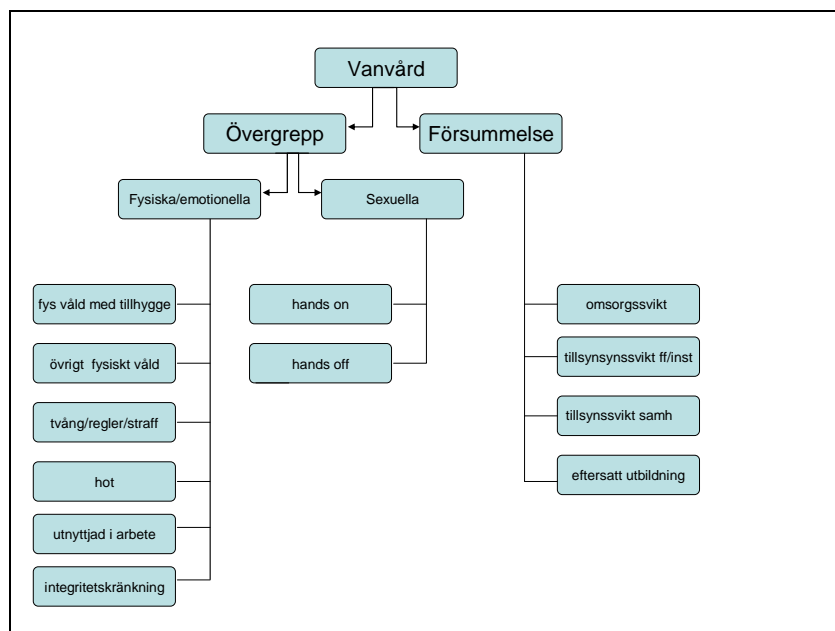 Vanvård
Övergrepp
Försummelse
Fysiska/emotionella
Sexuella
fys våld med tillhygge
övrigt fysiskt våld
tvång/regler/straff
hot
utnyttjad i arbete
integritetskränkning
hands on
hands off
omsorgssvikt
tillsynsynssvikt ff/inst
tillsynssvikt samh
eftersatt utbildning